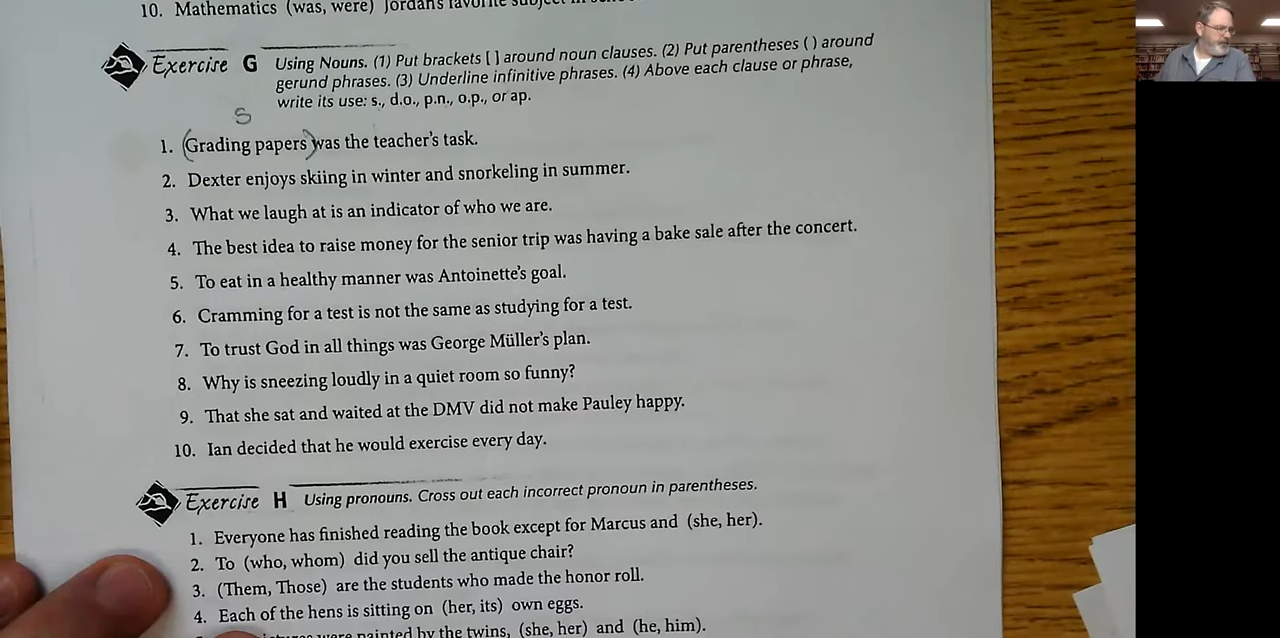 10. Mathematics (was, were) Jordan's favorite subject in
Exercise G Using Nouns. (1) Put brackets [ ] around noun clauses. (2) Put parentheses ( ) around
gerund phrases. (3) Underline infinitive phrases. (4) Above each clause or phrase,
write its use: s., d.o., p.n., o.p., or ap.
S
1. (Grading papers) was the teacher's task.
2. Dexter enjoys skiing in winter and snorkeling in summer.
3. What we laugh at is an indicator of who we are.
4. The best idea to raise money for the senior trip was having a bake sale after the concert.
5. To eat in a healthy manner was Antoinette's goal.
6. Cramming for a test is not the same as studying for a test.
7. To trust God in all things was George Müller's plan.
8. Why is sneezing loudly in a quiet room so funny?
9. That she sat and waited at the DMV did not make Pauley happy.
10. Ian decided that he would exercise every day.
Exercise H Using pronouns. Cross out each incorrect pronoun in parentheses.
1. Everyone has finished reading the book except for Marcus and (she, her).
2. To (who, whom) did you sell the antique chair?
3. (Them, Those) are the students who made the honor roll.
4. Each of the hens is sitting on (her, its) own eggs.
were painted by the twins, (she, her) and (he, him).